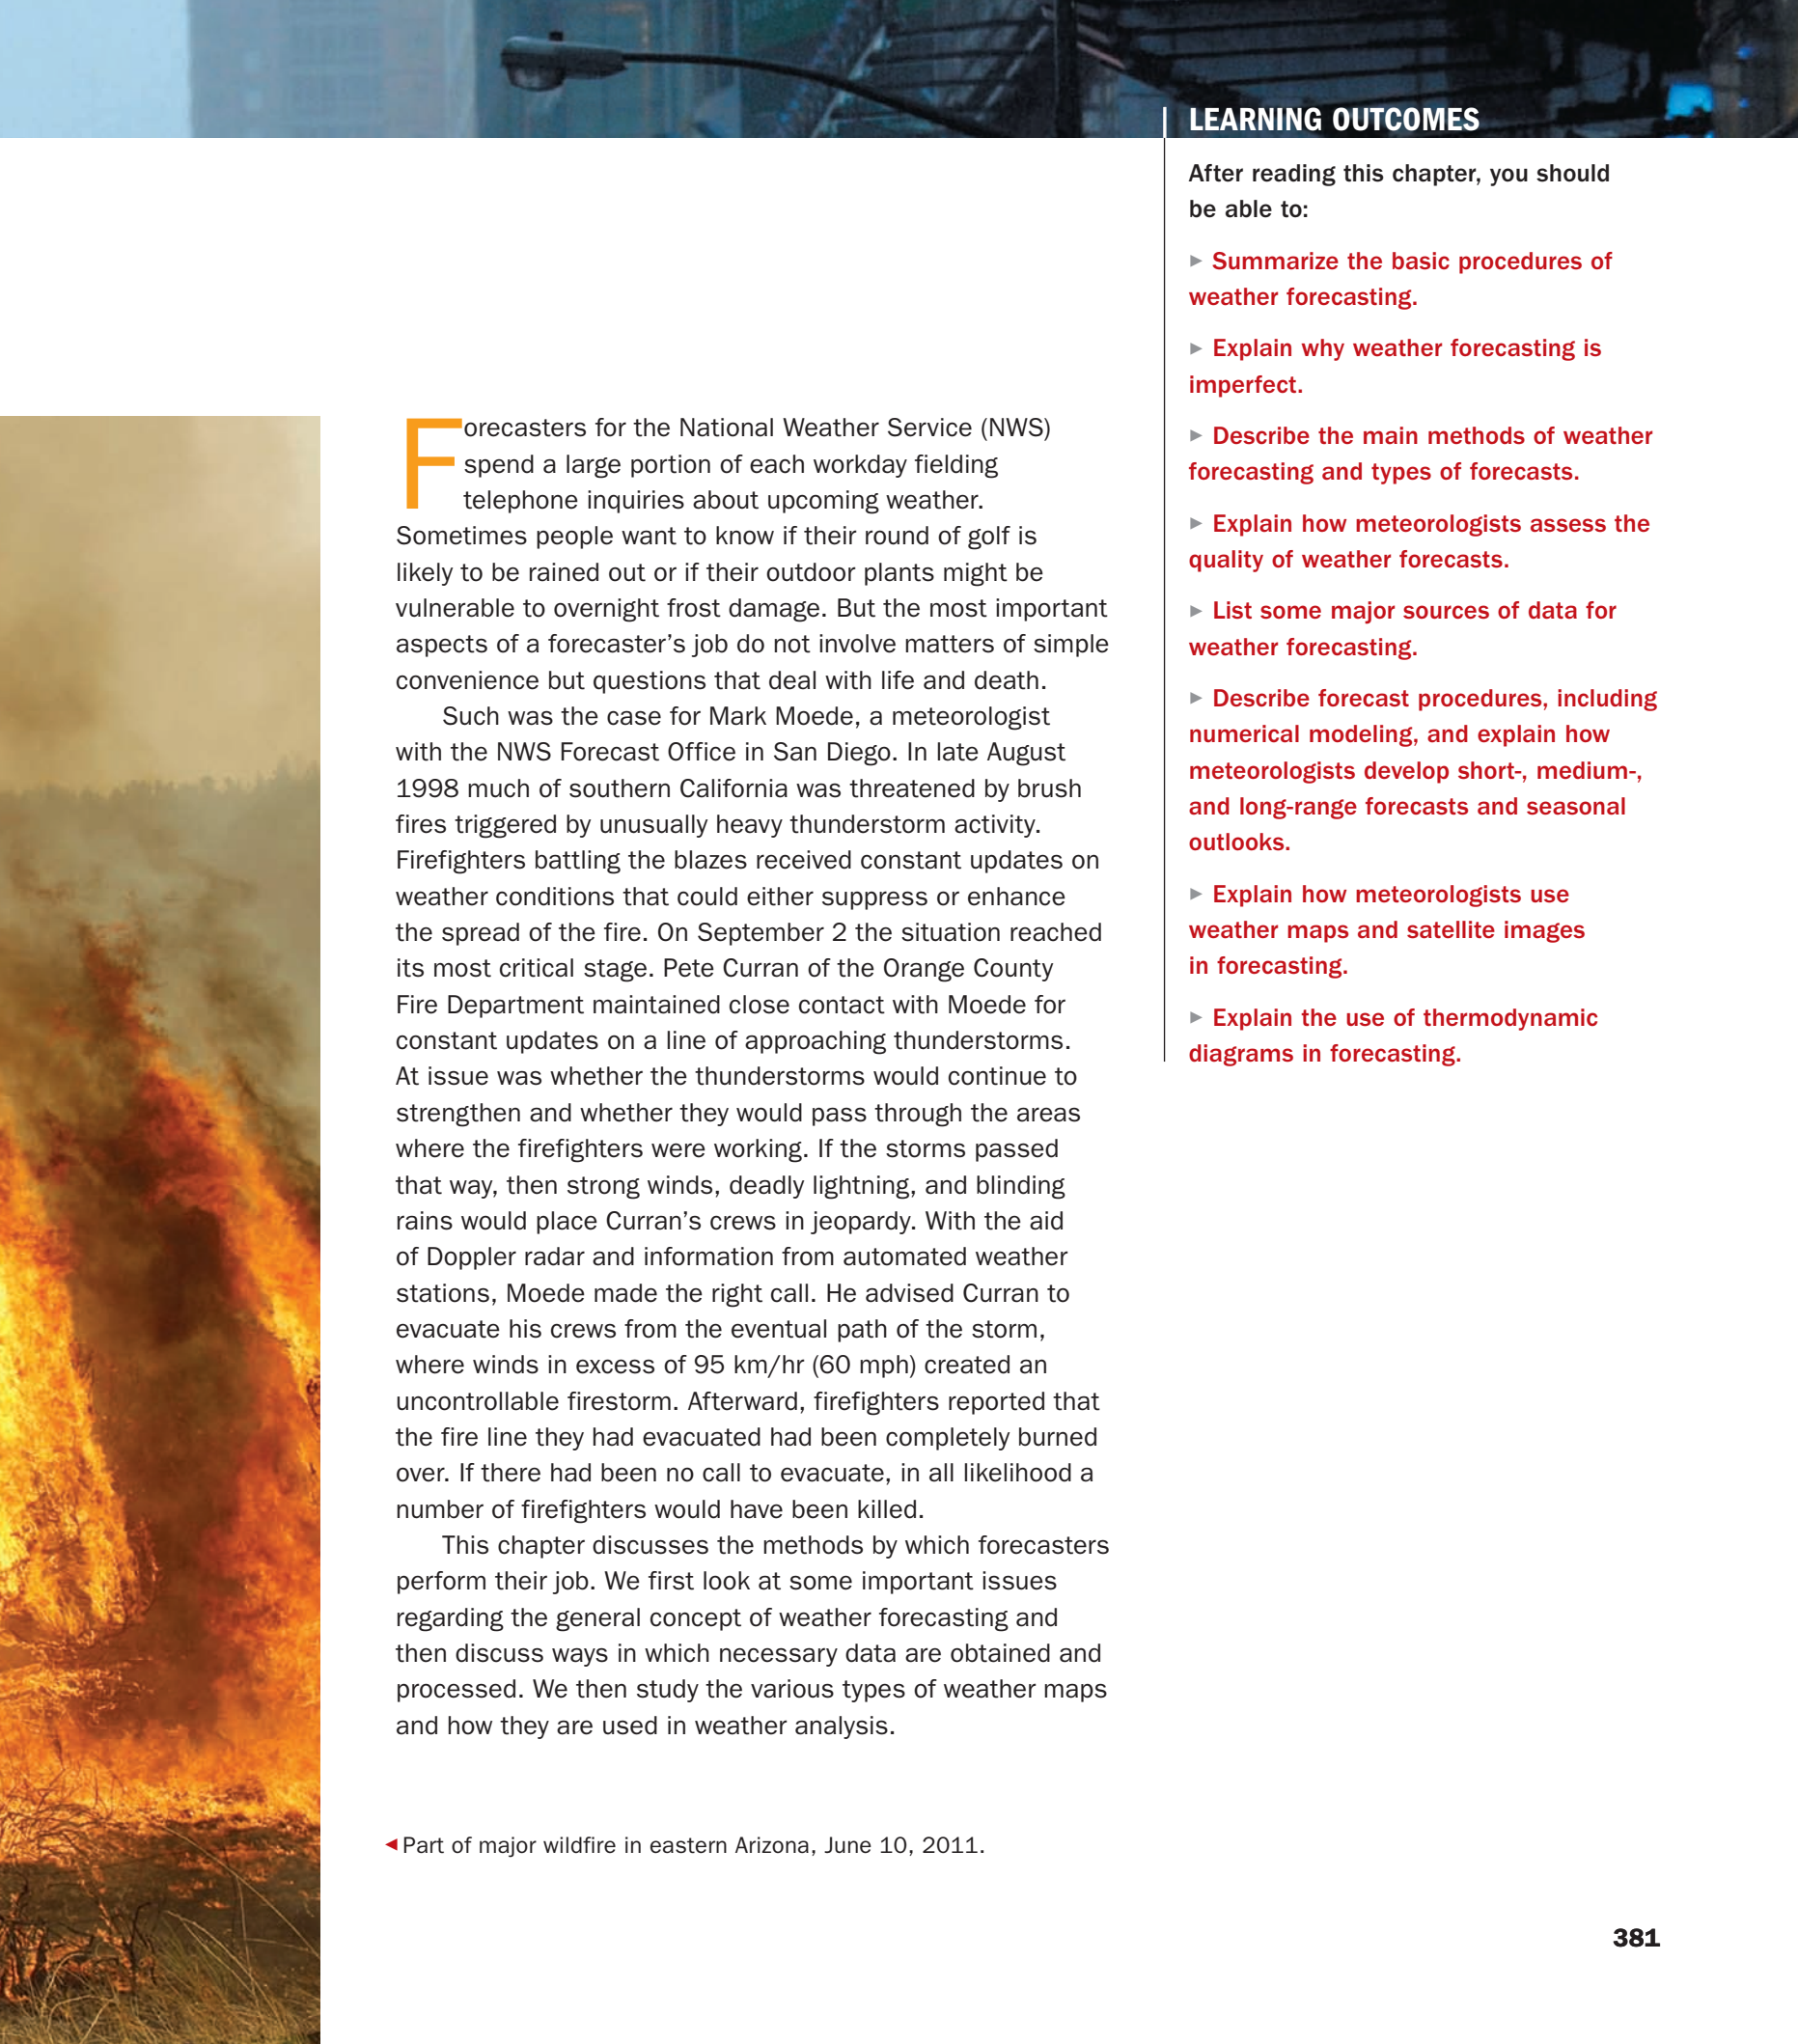 LEARNING OUTCOMES
After reading this chapter, you should
be able to:
► Summarize the basic procedures of
weather forecasting.
► Explain why weather forecasting is
imperfect.
► Describe the main methods of weather
forecasting and types of forecasts.
► Explain how meteorologists assess the
quality of weather forecasts.
► List some major sources of data for
weather forecasting.
► Describe forecast procedures, including
numerical modeling, and explain how
meteorologists develop short-, medium-,
and long-range forecasts and seasonal
outlooks.
► Explain how meteorologists use
weather maps and satellite images
in forecasting.
► Explain the use of thermodynamic
diagrams in forecasting.
Forecasters for the National Weather Service (NWS)
spend a large portion of each workday fielding
telephone inquiries about upcoming weather.
Sometimes people want to know if their round of golf is
likely to be rained out or if their outdoor plants might be
vulnerable to overnight frost damage. But the most important
aspects of a forecaster's job do not involve matters of simple
convenience but questions that deal with life and death.
Such was the case for Mark Moede, a meteorologist
with the NWS Forecast Office in San Diego. In late August
1998 much of southern California was threatened by brush
fires triggered by unusually heavy thunderstorm activity.
Firefighters battling the blazes received constant updates on
weather conditions that could either suppress or enhance
the spread of the fire. On September 2 the situation reached
its most critical stage. Pete Curran of the Orange County
Fire Department maintained close contact with Moede for
constant updates on a line of approaching thunderstorms.
At issue was whether the thunderstorms would continue to
strengthen and whether they would pass through the areas
where the firefighters were working. If the storms passed
that way, then strong winds, deadly lightning, and blinding
rains would place Curran's crews in jeopardy. With the aid
of Doppler radar and information from automated weather
stations, Moede made the right call. He advised Curran to
evacuate his crews from the eventual path of the storm,
where winds in excess of 95 km/hr (60 mph) created an
uncontrollable firestorm. Afterward, firefighters reported that
the fire line they had evacuated had been completely burned
over. If there had been no call to evacuate, in all likelihood a
number of firefighters would have been killed.
This chapter discusses the methods by which forecasters
perform their job. We first look at some important issues
regarding the general concept of weather forecasting and
then discuss ways in which necessary data are obtained and
processed. We then study the various types of weather maps
and how they are used in weather analysis.
◄ Part of major wildfire in eastern Arizona, June 10, 2011.
381